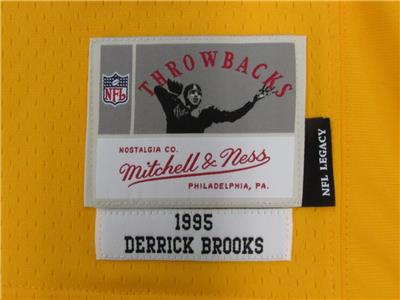 THROWBACKS
NFL
NOSTALGIA CO.
Mitchell & Ness
PHILADELPHIA, PA.
NFL LEGACY
1995
DERRICK BROOKS